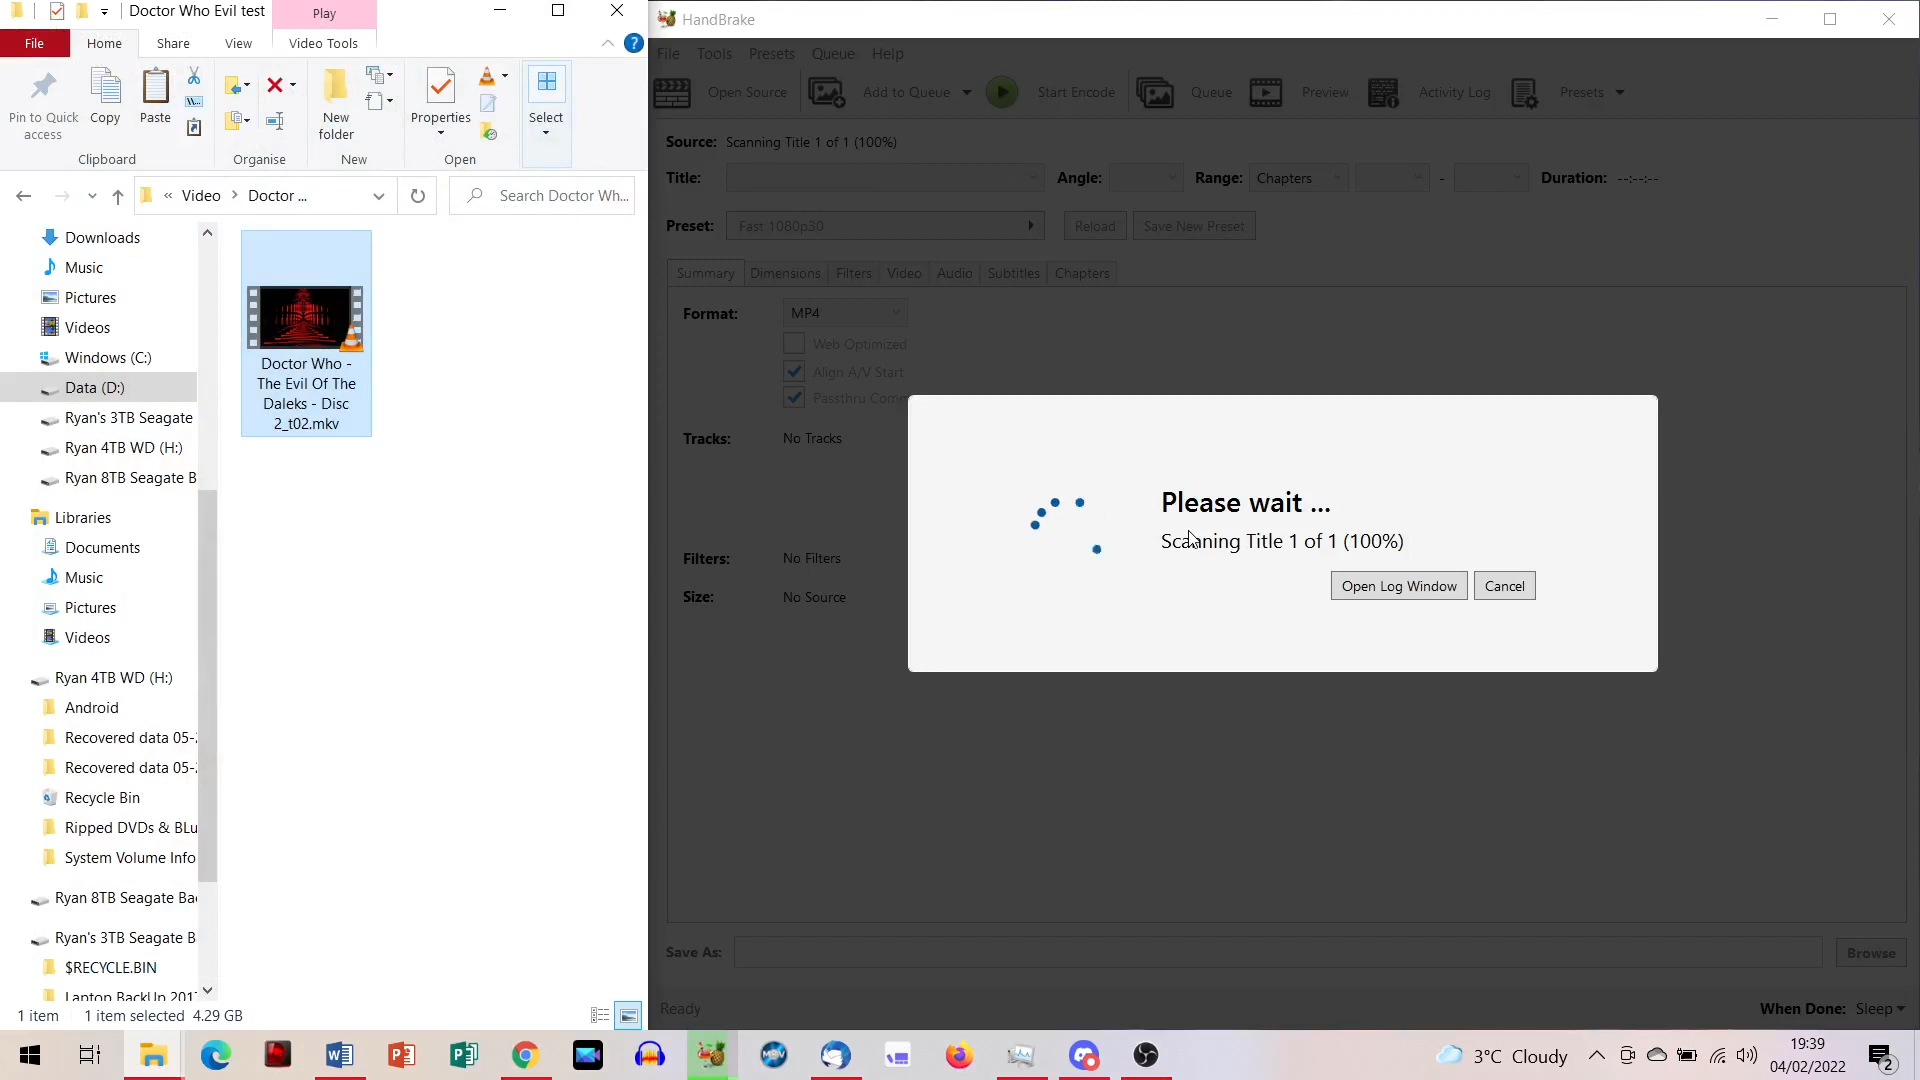 Doctor Who Evil test
Play
File
Home
Share
View
Video Tools
Pin to Quick
access
Copy
Paste
New
folder
Properties
Select
Clipboard
Organise
New
Open
« Video > Doctor ...
Search Doctor Wh...
Downloads
Music
Pictures
Videos
Windows (C:)
Data (D:)
Ryan's 3TB Seagate
Ryan 4TB WD (H:)
Ryan 8TB Seagate B
Libraries
Documents
Music
Pictures
Videos
Ryan 4TB WD (H:)
Android
Recovered data 05-
Recovered data 05-
Recycle Bin
Ripped DVDs & BLu
System Volume Info
Ryan 8TB Seagate Ba
Ryan's 3TB Seagate B
$RECYCLE.BIN
Laptop BackUp 201
Doctor Who -
The Evil Of The
Daleks - Disc
2_t02.mkv
1 item
1 item selected 4.29 GB
HandBrake
File
Tools
Presets
Queue
Help
Open Source
Add to Queue
Start Encode
Queue
Preview
Activity Log
Presets
Source: Scanning Title 1 of 1 (100%)
Title:
Angle:
Range: Chapters
-
Duration: --:--:--
Preset: Fast 1080p30
Reload
Save New Preset
Summary
Dimensions
Filters
Video
Audio
Subtitles
Chapters
Format: MP4
Web Optimized
Align A/V Start
Passthru Com
Tracks: No Tracks
Filters: No Filters
Size: No Source
Please wait ...
Scanning Title 1 of 1 (100%)
Open Log Window
Cancel
Save As:
Browse
Ready
When Done: Sleep
3°C Cloudy
19:39
04/02/2022
2